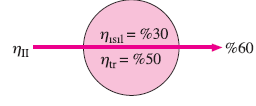 η_ısıl = %30
η_II %60
η_tr = %50